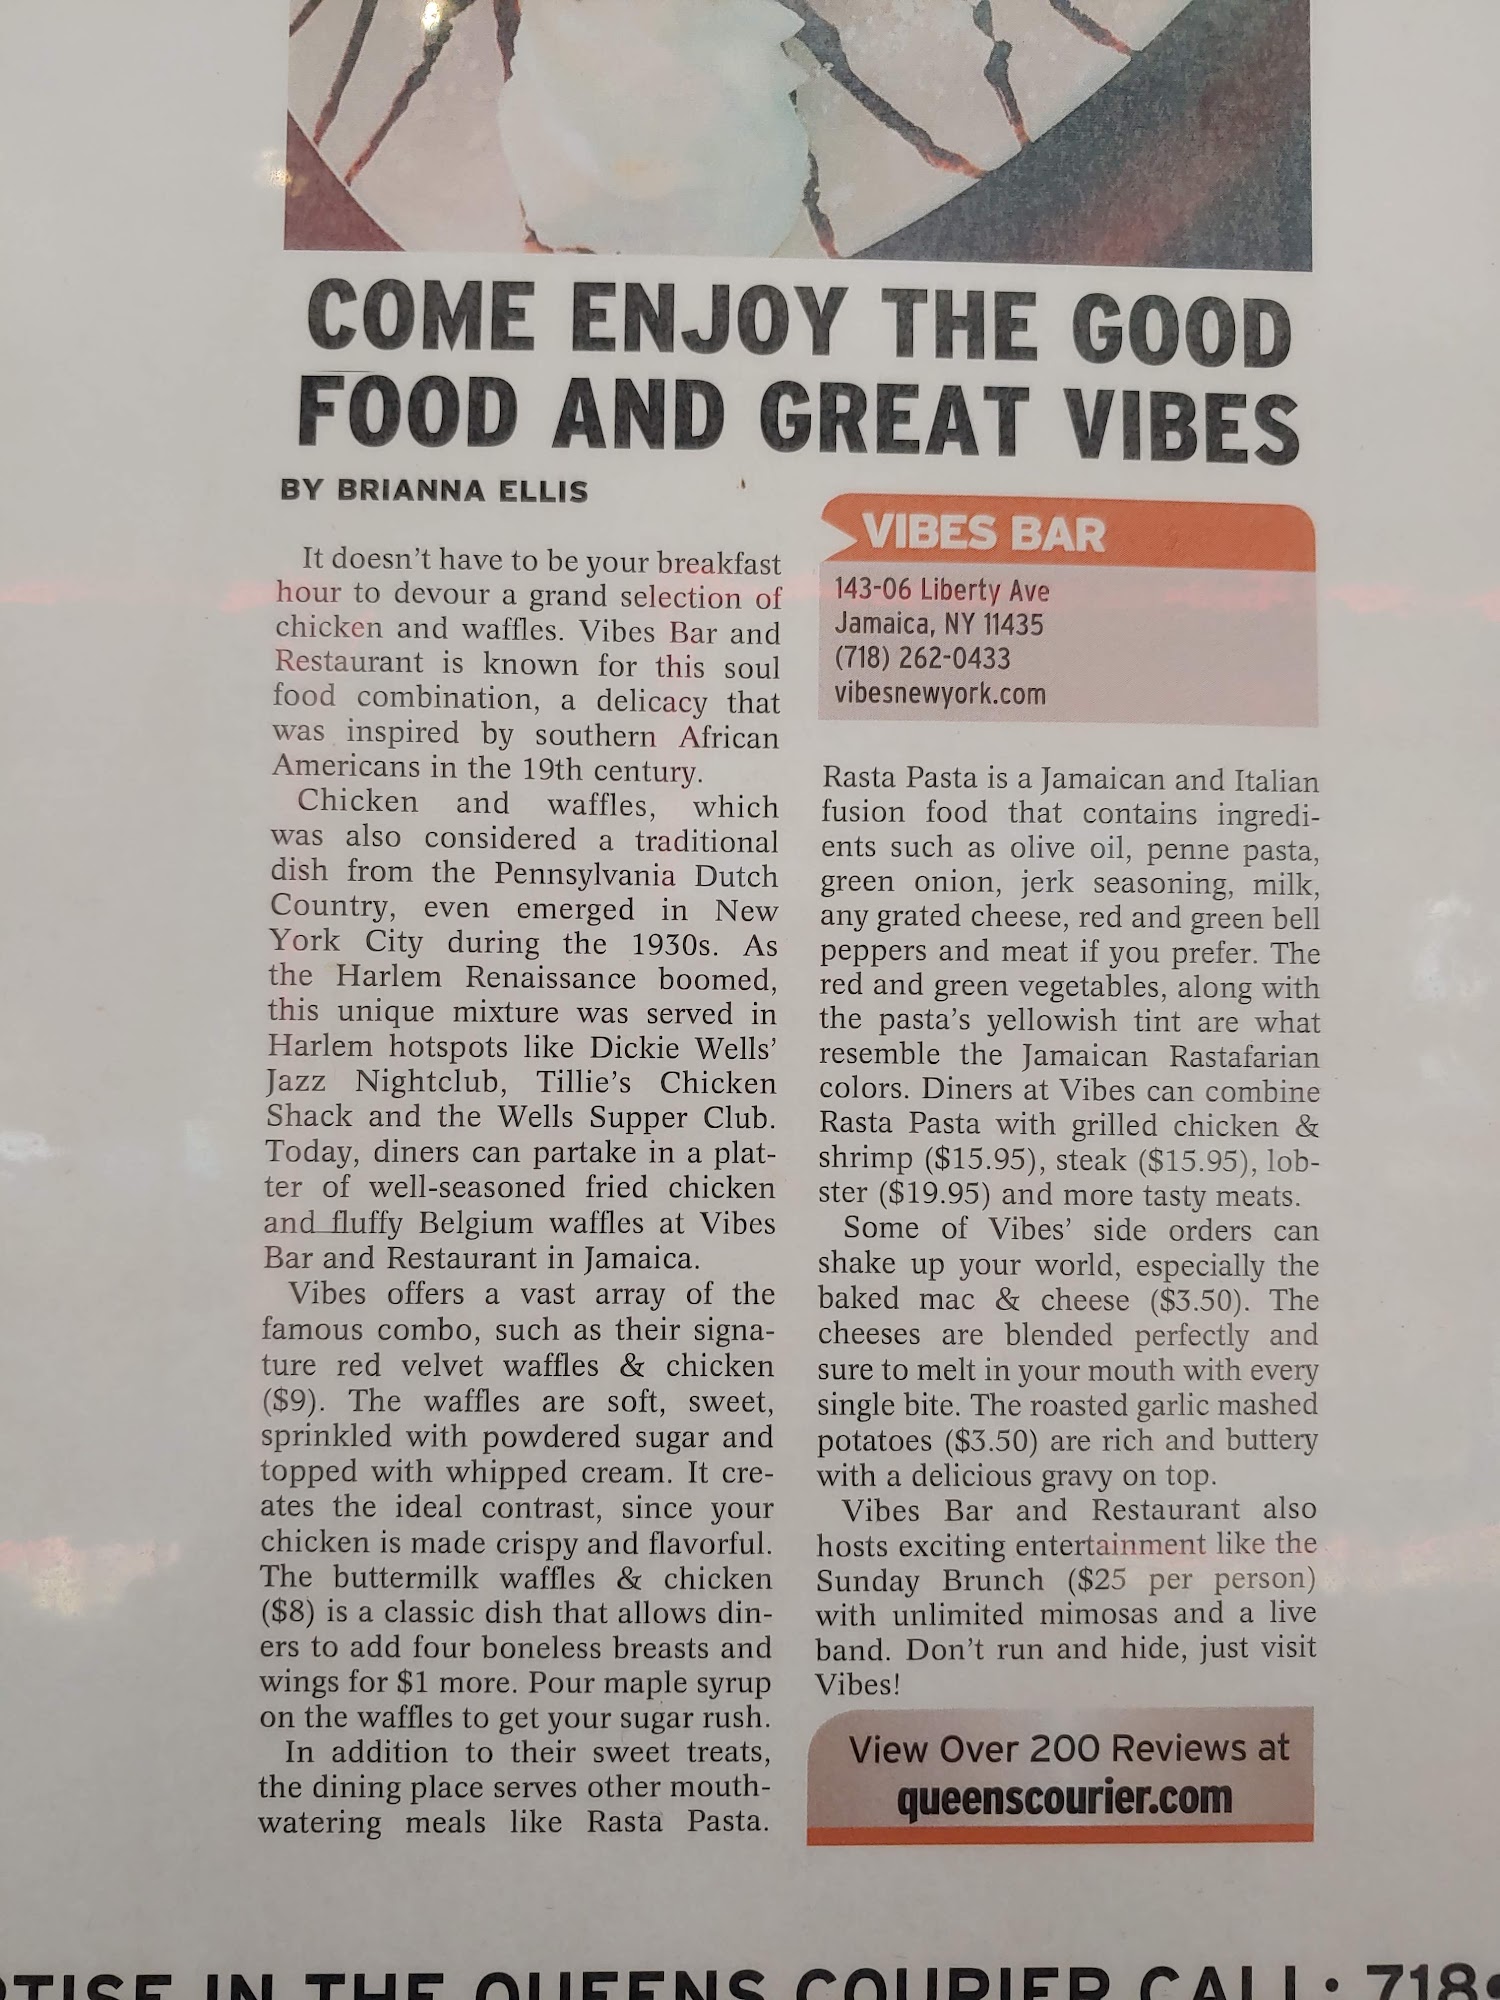 COME ENJOY THE GOOD
FOOD AND GREAT VIBES
BY BRIANNA ELLIS
It doesn't have to be your breakfast
hour to devour a grand selection of
chicken and waffles. Vibes Bar and
Restaurant is known for this soul
food combination, a delicacy that
was inspired by southern African
Americans in the 19th century.
Chicken and waffles, which
was also considered a traditional
dish from the Pennsylvania Dutch
Country, even emerged in New
York City during the 1930s. As
the Harlem Renaissance boomed,
this unique mixture was served in
Harlem hotspots like Dickie Wells'
Jazz Nightclub, Tillie's Chicken
Shack and the Wells Supper Club.
Today, diners can partake in a plat-
ter of well-seasoned fried chicken
and fluffy Belgium waffles at Vibes
Bar and Restaurant in Jamaica.
Vibes offers a vast array of the
famous combo, such as their signa-
ture red velvet waffles & chicken
($9). The waffles are soft, sweet,
sprinkled with powdered sugar and
topped with whipped cream. It cre-
ates the ideal contrast, since your
chicken is made crispy and flavorful.
The buttermilk waffles & chicken
($8) is a classic dish that allows din-
ers to add four boneless breasts and
wings for $1 more. Pour maple syrup
on the waffles to get your sugar rush.
In addition to their sweet treats,
the dining place serves other mouth-
watering meals like Rasta Pasta.
VIBES BAR
143-06 Liberty Ave
Jamaica, NY 11435
(718) 262-0433
vibesnewyork.com
Rasta Pasta is a Jamaican and Italian
fusion food that contains ingredi-
ents such as olive oil, penne pasta,
green onion, jerk seasoning, milk,
any grated cheese, red and green bell
peppers and meat if you prefer. The
red and green vegetables, along with
the pasta's yellowish tint are what
resemble the Jamaican Rastafarian
colors. Diners at Vibes can combine
Rasta Pasta with grilled chicken &
shrimp ($15.95), steak ($15.95), lob-
ster ($19.95) and more tasty meats.
Some of Vibes' side orders can
shake up your world, especially the
baked mac & cheese ($3.50). The
cheeses are blended perfectly and
sure to melt in your mouth with every
single bite. The roasted garlic mashed
potatoes ($3.50) are rich and buttery
with a delicious gravy on top.
Vibes Bar and Restaurant also
hosts exciting entertainment like the
Sunday Brunch ($25 per person)
with unlimited mimosas and a live
band. Don't run and hide, just visit
Vibes!
View Over 200 Reviews at
queenscourier.com
TISE IN THE QUEENS COURIER CALL: 718